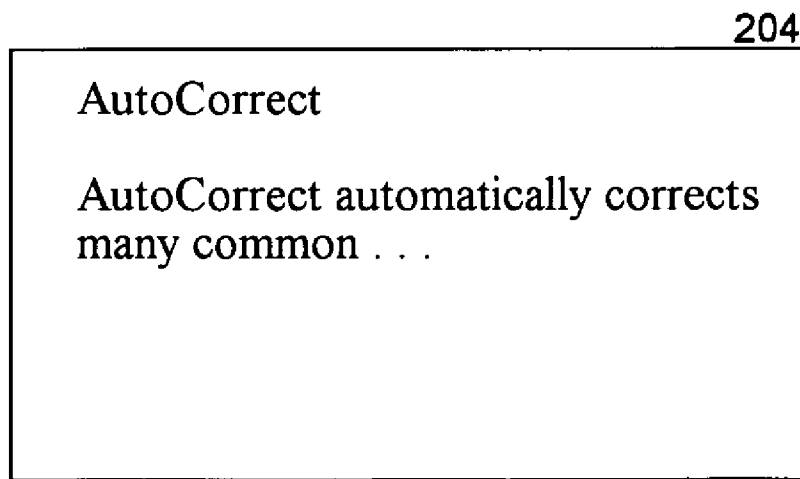 204
AutoCorrect
AutoCorrect automatically corrects
many common . . .